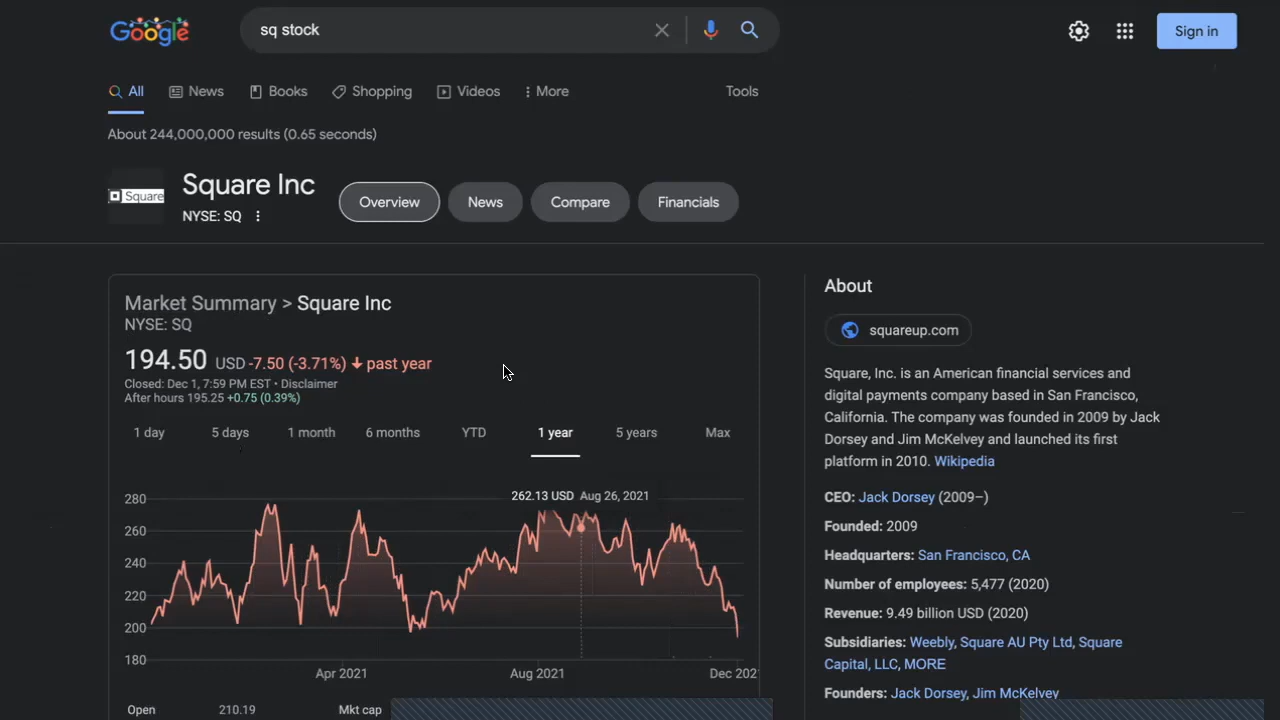 Google
sq stock
Sign in
All
News
Books
Shopping
Videos
More
Tools
About 244,000,000 results (0.65 seconds)
Square
Square Inc
NYSE: SQ
Overview
News
Compare
Financials
Market Summary > Square Inc
NYSE: SQ
194.50 USD -7.50 (-3.71%) past year
Closed: Dec 1, 7:59 PM EST • Disclaimer
After hours 195.25 +0.75 (0.39%)
1 day
5 days
1 month
6 months
YTD
1 year
5 years
Max
262.13 USD Aug 26, 2021
280
260
240
220
200
180
Apr 2021
Aug 2021
Dec 202
Open 210.19 Mkt cap
About
squareup.com
Square, Inc. is an American financial services and
digital payments company based in San Francisco,
California. The company was founded in 2009 by Jack
Dorsey and Jim McKelvey and launched its first
platform in 2010. Wikipedia
CEO: Jack Dorsey (2009–)
Founded: 2009
Headquarters: San Francisco, CA
Number of employees: 5,477 (2020)
Revenue: 9.49 billion USD (2020)
Subsidiaries: Weebly, Square AU Pty Ltd, Square
Capital, LLC, MORE
Founders: Jack Dorsey, Jim McKelvey